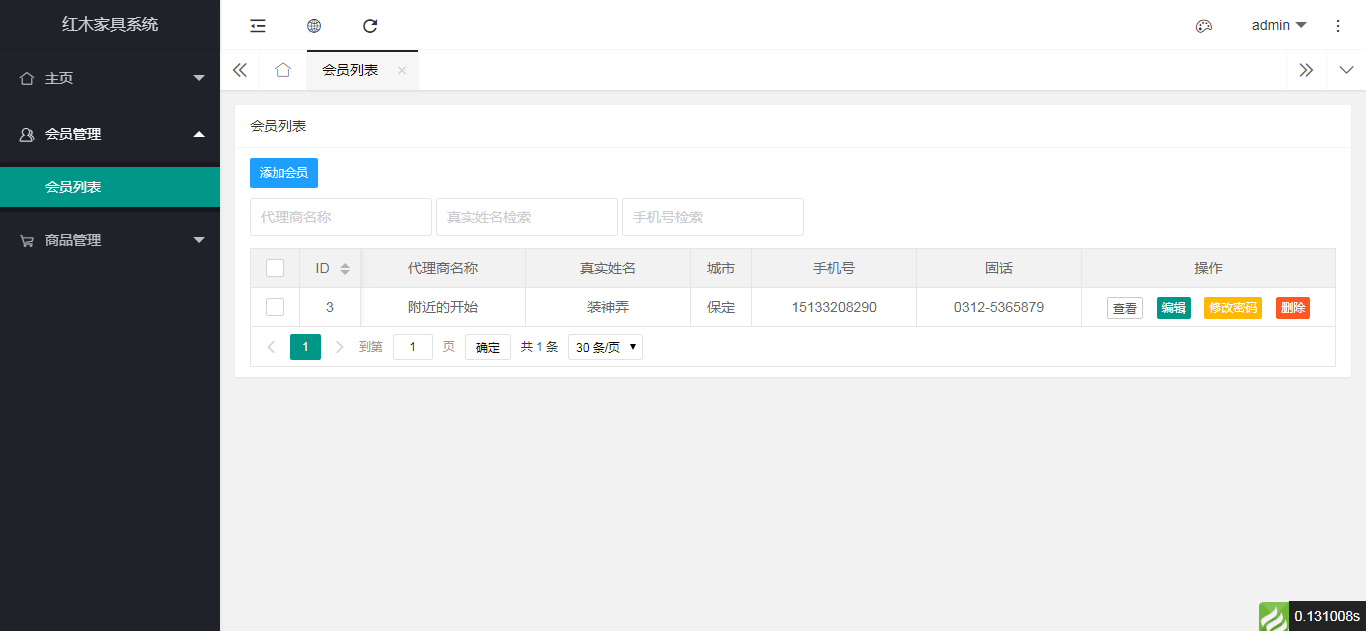 红木家具系统
admin
主页
会员列表
会员管理
会员列表
商品管理
会员列表
添加会员
代理商名称 真实姓名检索 手机号检索
ID 代理商名称 真实姓名 城市 手机号 固话 操作
3 附近的开始 装神弄 保定 15133208290 0312-5365879 查看 编辑 修改密码 删除
1 到第 1 页 确定 共 1 条 30 条/页
0.131008s